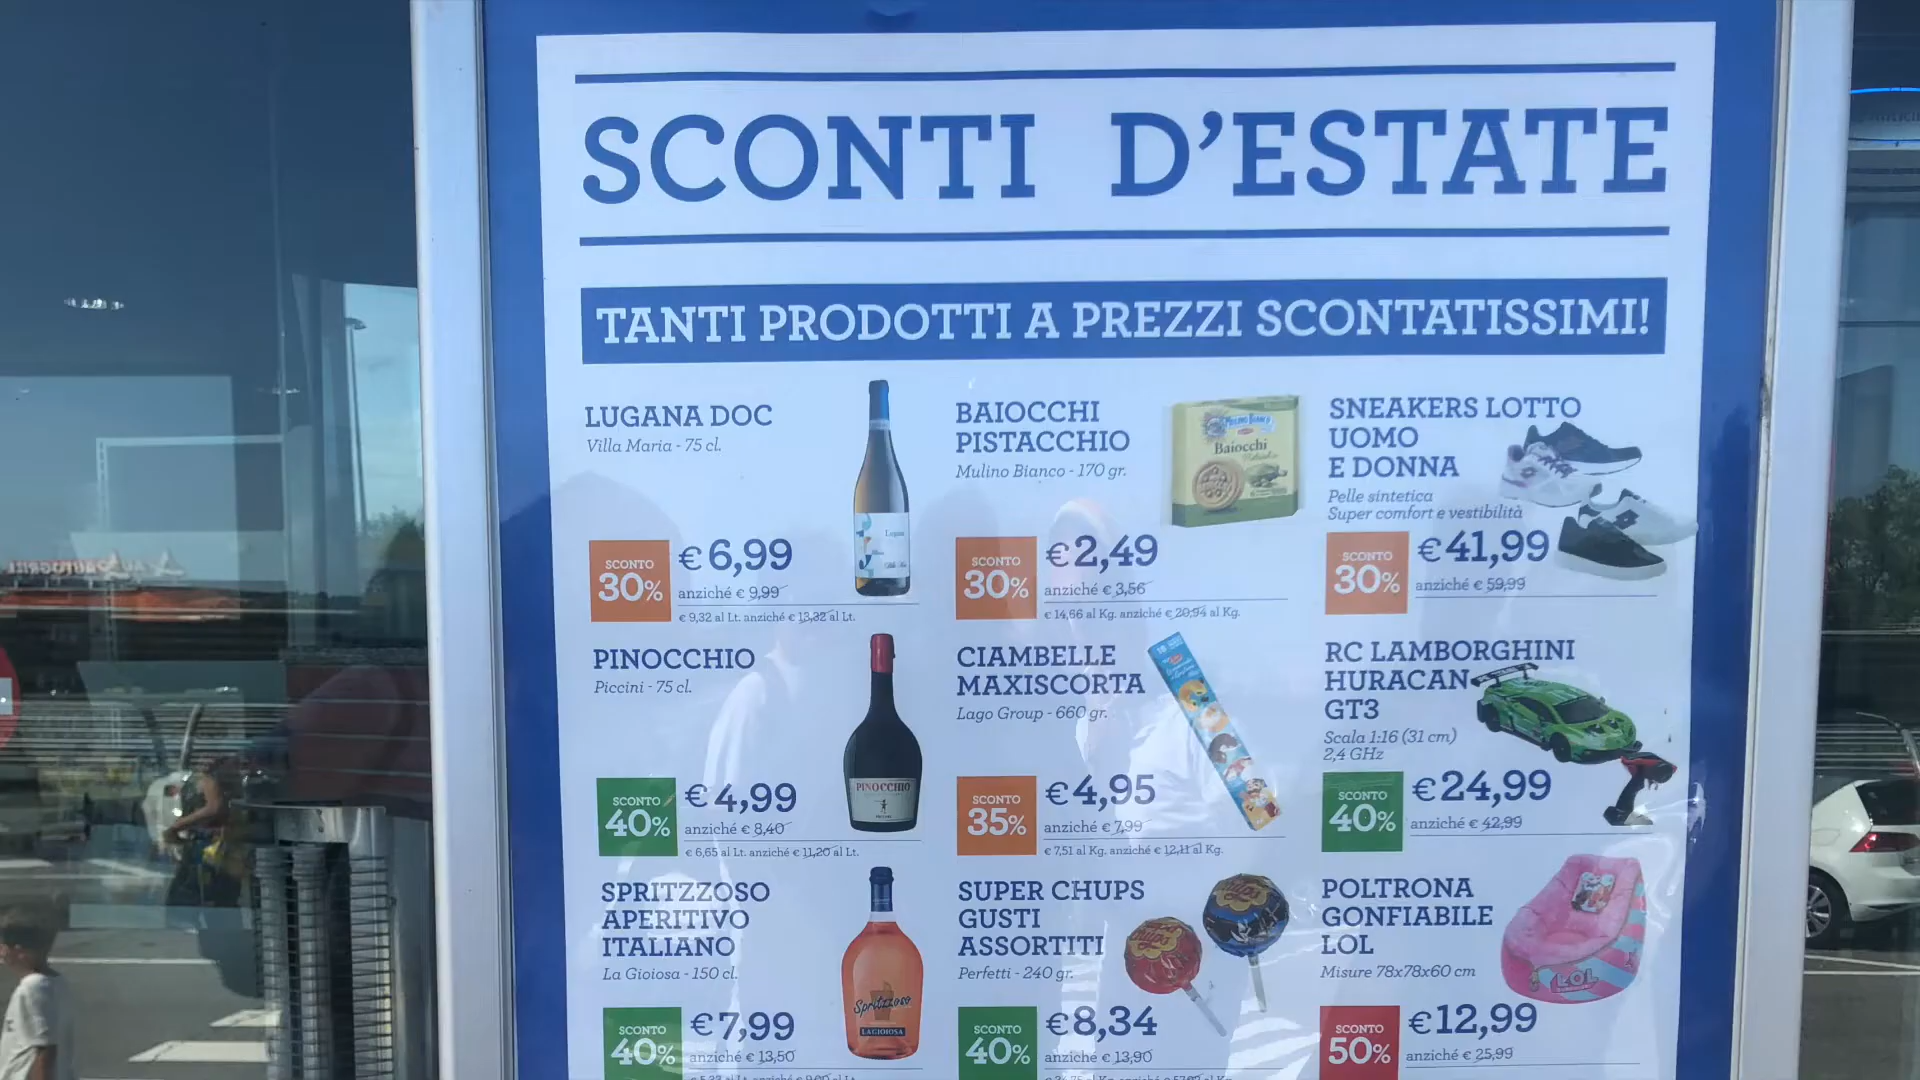 SCONTI D'ESTATE
TANTI PRODOTTI A PREZZI SCONTATISSIMI!
LUGANA DOC
Villa Maria - 75 cl.
SCONTO
30%
€ 6,99
anziché € 9,99
€ 9,32 al Lt. anziché € 13,32 al Lt.
BAIOCCHI
PISTACCHIO
Mulino Bianco - 170 gr.
Baiocchi
SCONTO
30%
€ 2,49
anziché € 3,56
€ 14,66 al Kg. anziché € 20,94 al Kg.
SNEAKERS LOTTO
UOMO
E DONNA
Pelle sintetica
Super comfort e vestibilità
SCONTO
30%
€ 41,99
anziché € 59,99
PINOCCHIO
Piccini - 75 cl.
PINOCCHIO
SCONTO
40%
€ 4,99
anziché € 8,40
€ 6,65 al Lt. anziché € 11,20 al Lt.
CIAMBELLE
MAXISCORTA
Lago Group - 660 gr.
SCONTO
35%
€ 4,95
anziché € 7,99
€ 7,51 al Kg. anziché € 12,11 al Kg.
RC LAMBORGHINI
HURACAN
GT3
Scala 1:16 (31 cm)
2,4 GHz
SCONTO
40%
€ 24,99
anziché € 42,99
SPRITZZOSO
APERITIVO
ITALIANO
La Gioiosa - 150 cl.
Spritzzoso
LA GIOIOSA
SCONTO
40%
€ 7,99
anziché € 13,50
SUPER CHUPS
GUSTI
ASSORTITI
Perfetti - 240 gr.
SCONTO
40%
€ 8,34
anziché € 13,90
POLTRONA
GONFIABILE
LOL
Misure 78x78x60 cm
LOL
SCONTO
50%
€ 12,99
anziché € 25,99